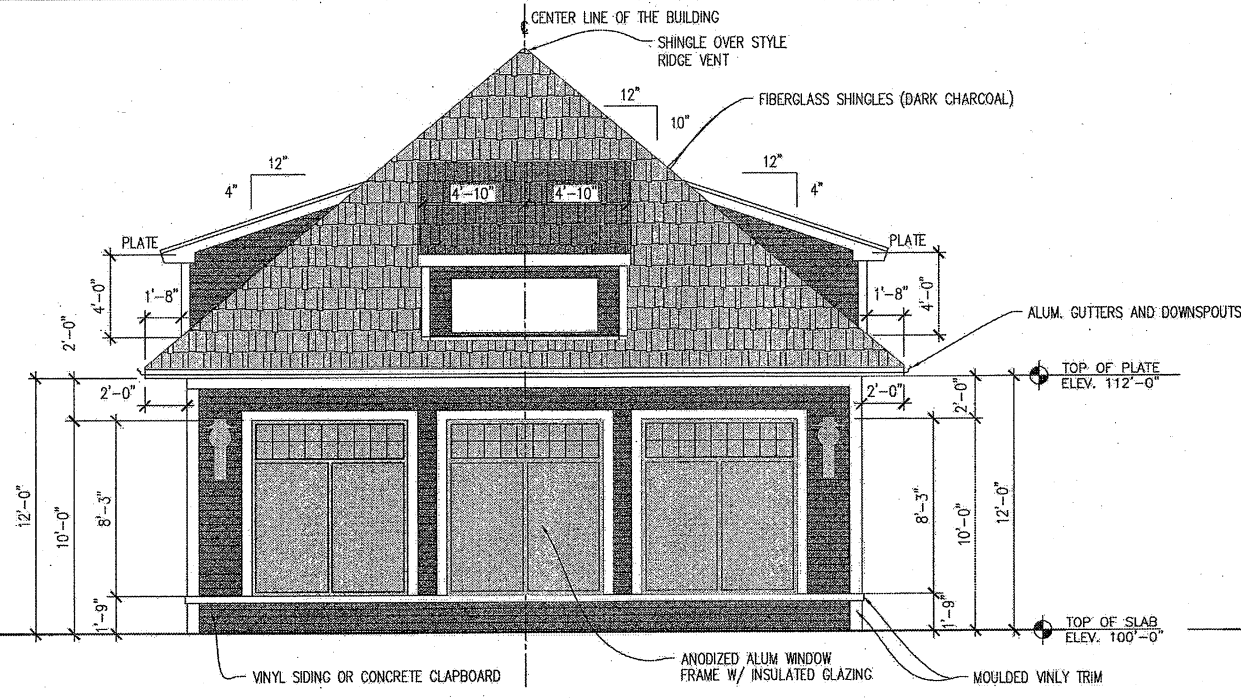 ℄ CENTER LINE OF THE BUILDING
SHINGLE OVER STYLE
RIDGE VENT
12"
10"
FIBERGLASS SHINGLES (DARK CHARCOAL)
12"
4"
12"
4"
4'-10"
4'-10"
PLATE
PLATE
4'-0"
1'-8"
1'-8"
4'-0"
2'-0"
ALUM. GUTTERS AND DOWNSPOUTS
TOP OF PLATE
ELEV. 112'-0"
2'-0"
2'-0"
2'-0"
12'-0"
10'-0"
8'-3"
8'-3"
10'-0"
12'-0"
1'-9"
1'-9"
TOP OF SLAB
ELEV. 100'-0"
VINYL SIDING OR CONCRETE CLAPBOARD
ANODIZED ALUM WINDOW
FRAME W/ INSULATED GLAZING
MOULDED VINLY TRIM